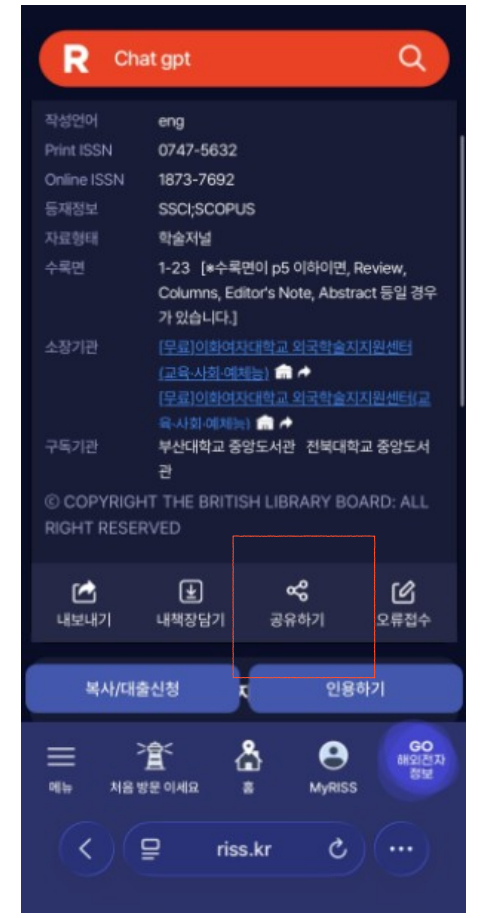 R Chat gpt
작성언어 eng
Print ISSN 0747-5632
Online ISSN 1873-7692
등재정보 SSCI;SCOPUS
자료형태 학술저널
수록면 1-23 [*수록면이 p5 이하이면, Review,
Columns, Editor's Note, Abstract 등일 경우
가 있습니다.]
소장기관 [무료]이화여자대학교 외국학술지지원센터
(교육·사회·예체능)
[무료]이화여자대학교 외국학술지지원센터(교
육·사회·예체능)
구독기관 부산대학교 중앙도서관 전북대학교 중앙도서
관
© COPYRIGHT THE BRITISH LIBRARY BOARD: ALL
RIGHT RESERVED
내보내기 내책장담기 공유하기 오류접수
복사/대출신청 인용하기
GO
해외전자
정보
메뉴 처음 방문 이세요 홈 MyRISS
riss.kr